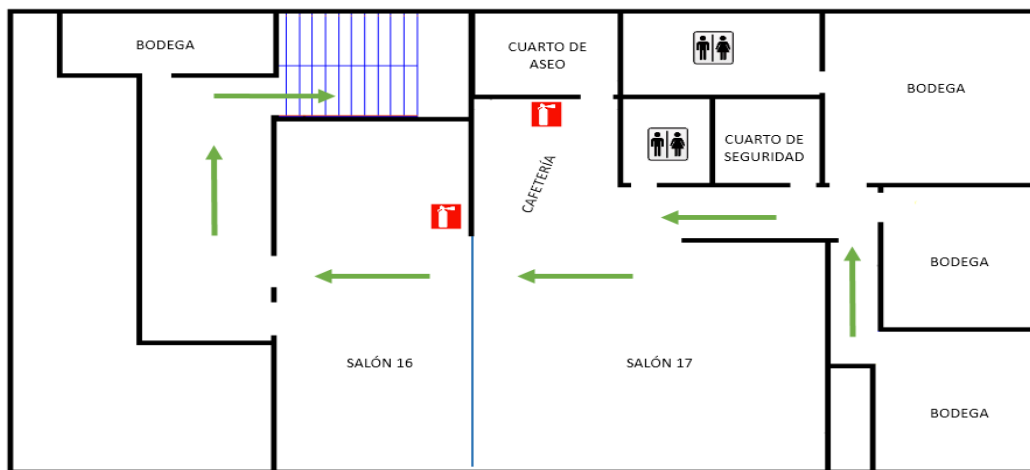 BODEGA
CUARTO DE
ASEO
BODEGA
CUARTO DE
SEGURIDAD
CAFETERÍA
BODEGA
SALÓN 16
SALÓN 17
BODEGA